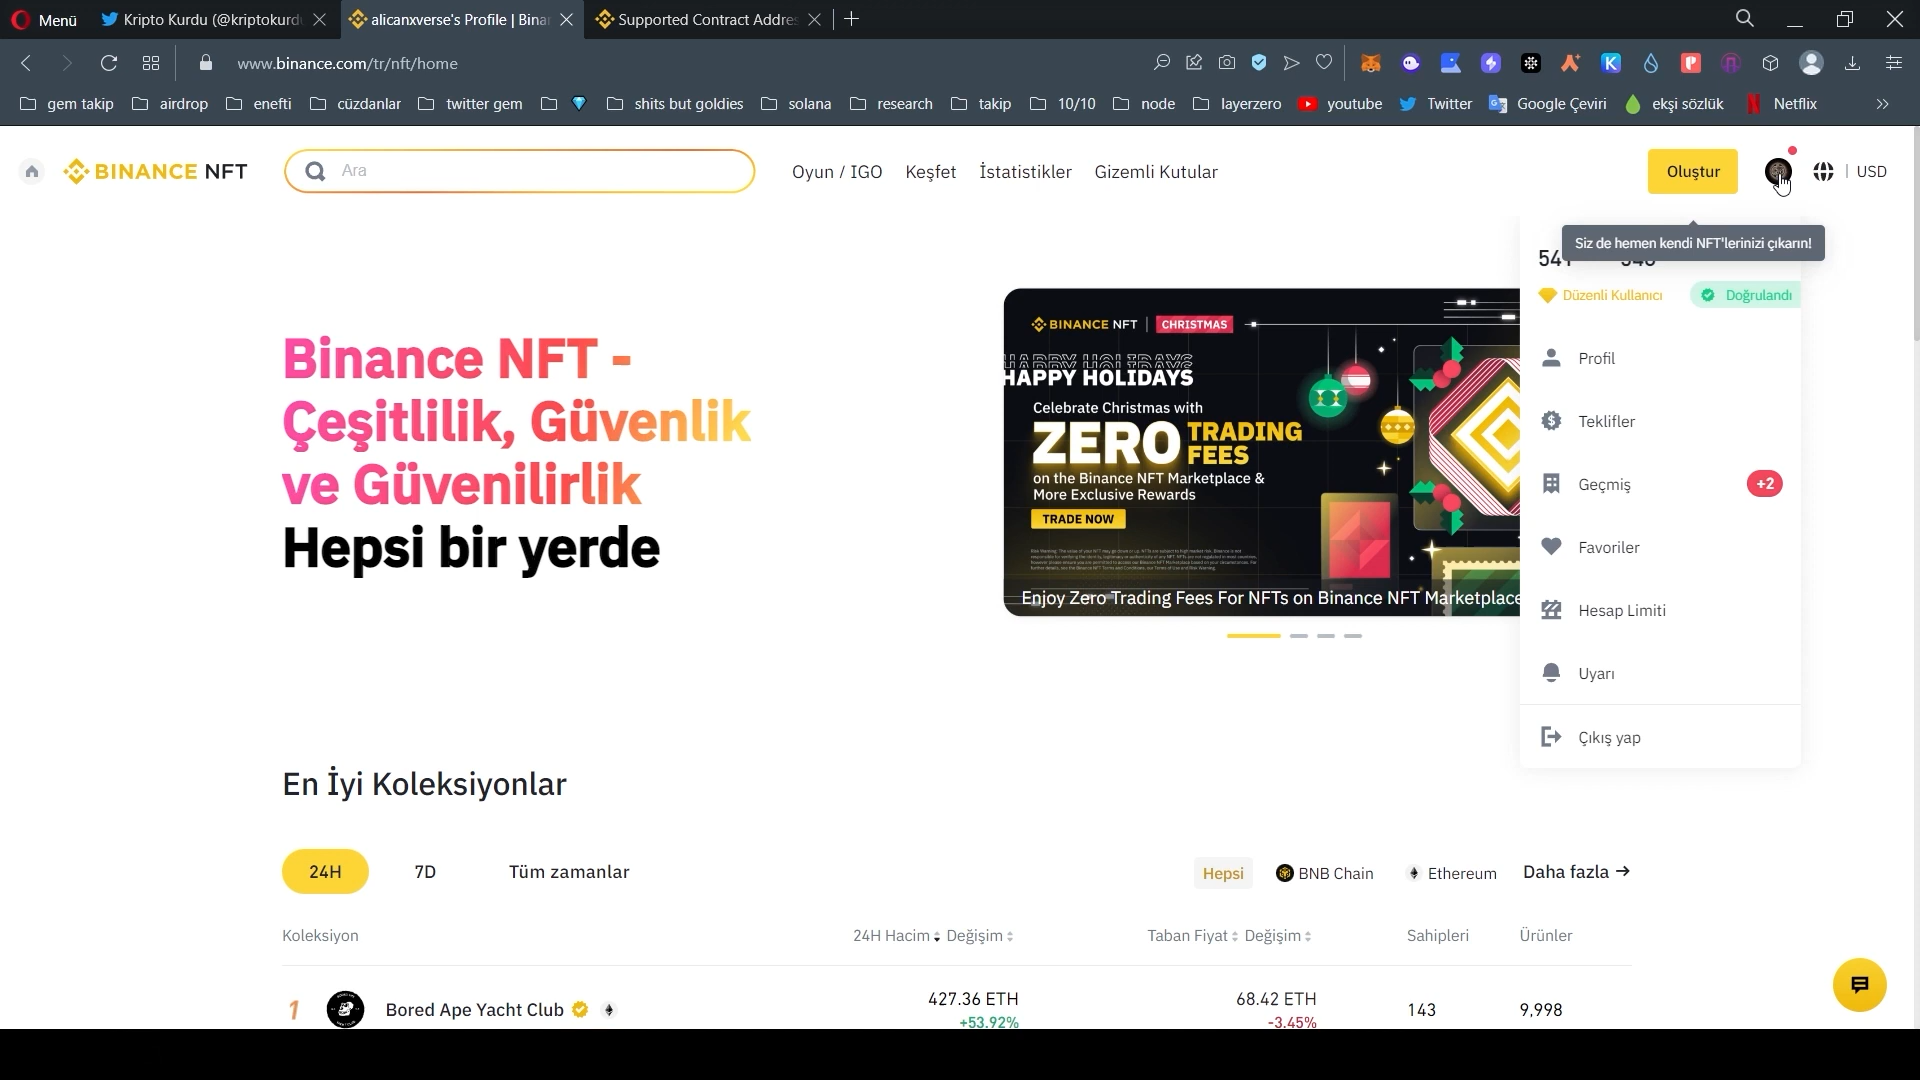 Menü
Kripto Kurdu (@kriptokurdu
alicanxverse's Profile | Bina
Supported Contract Addres
www.binance.com/tr/nft/home
gem takip
airdrop
enefti
cüzdanlar
twitter gem
shits but goldies
solana
research
takip
10/10
node
layerzero
youtube
Twitter
Google Çeviri
ekşi sözlük
Netflix
BINANCE NFT
Ara
Oyun / IGO
Keşfet
İstatistikler
Gizemli Kutular
Oluştur
USD
Siz de hemen kendi NFT'lerinizi çıkarın!
Düzenli Kullanıcı
Doğrulandı
Profil
Teklifler
Geçmiş
+2
Favoriler
Hesap Limiti
Uyarı
Çıkış yap
Binance NFT -
Çeşitlilik, Güvenlik
ve Güvenilirlik
Hepsi bir yerde
BINANCE NFT | CHRISTMAS
HAPPY HOLIDAYS
HAPPY HOLIDAYS
Celebrate Christmas with
ZERO TRADING FEES
on the Binance NFT Marketplace &
More Exclusive Rewards
TRADE NOW
Enjoy Zero Trading Fees For NFTs on Binance NFT Marketplace
En İyi Koleksiyonlar
24H
7D
Tüm zamanlar
Hepsi
BNB Chain
Ethereum
Daha fazla →
Koleksiyon
24H Hacim
Değişim
Taban Fiyat
Değişim
Sahipleri
Ürünler
1
Bored Ape Yacht Club
427.36 ETH
+53.92%
68.42 ETH
-3.45%
143
9,998